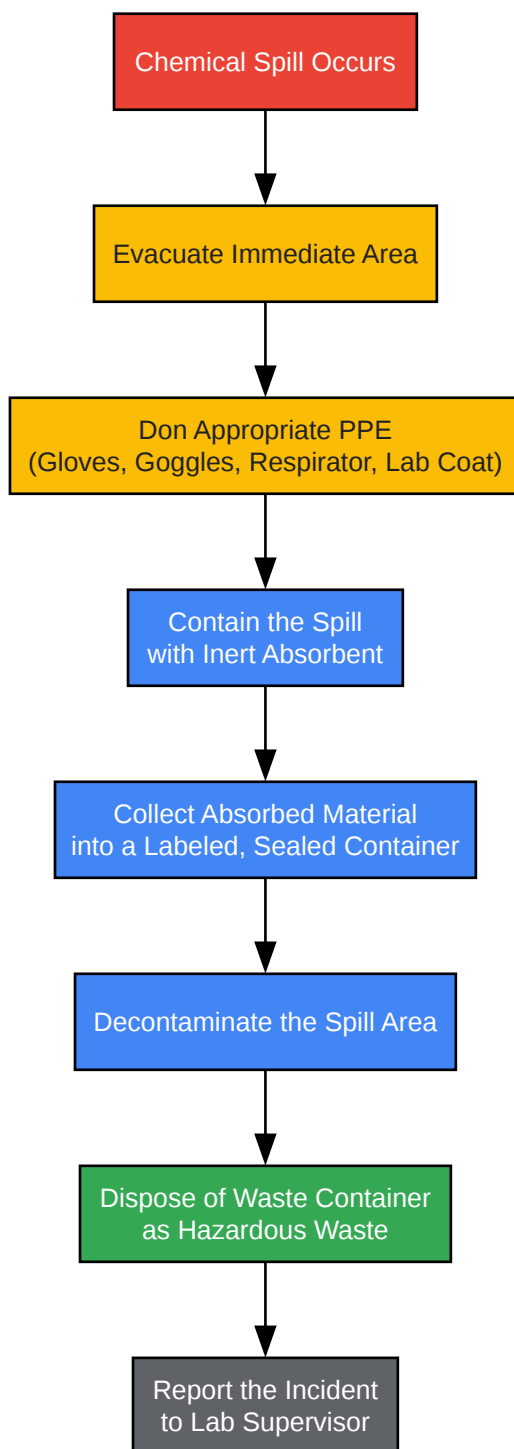 Chemical Spill Occurs
Evacuate Immediate Area
Don Appropriate PPE
(Gloves, Goggles, Respirator, Lab Coat)
Contain the Spill
with Inert Absorbent
Collect Absorbed Material
into a Labeled, Sealed Container
Decontaminate the Spill Area
Dispose of Waste Container
as Hazardous Waste
Report the Incident
to Lab Supervisor